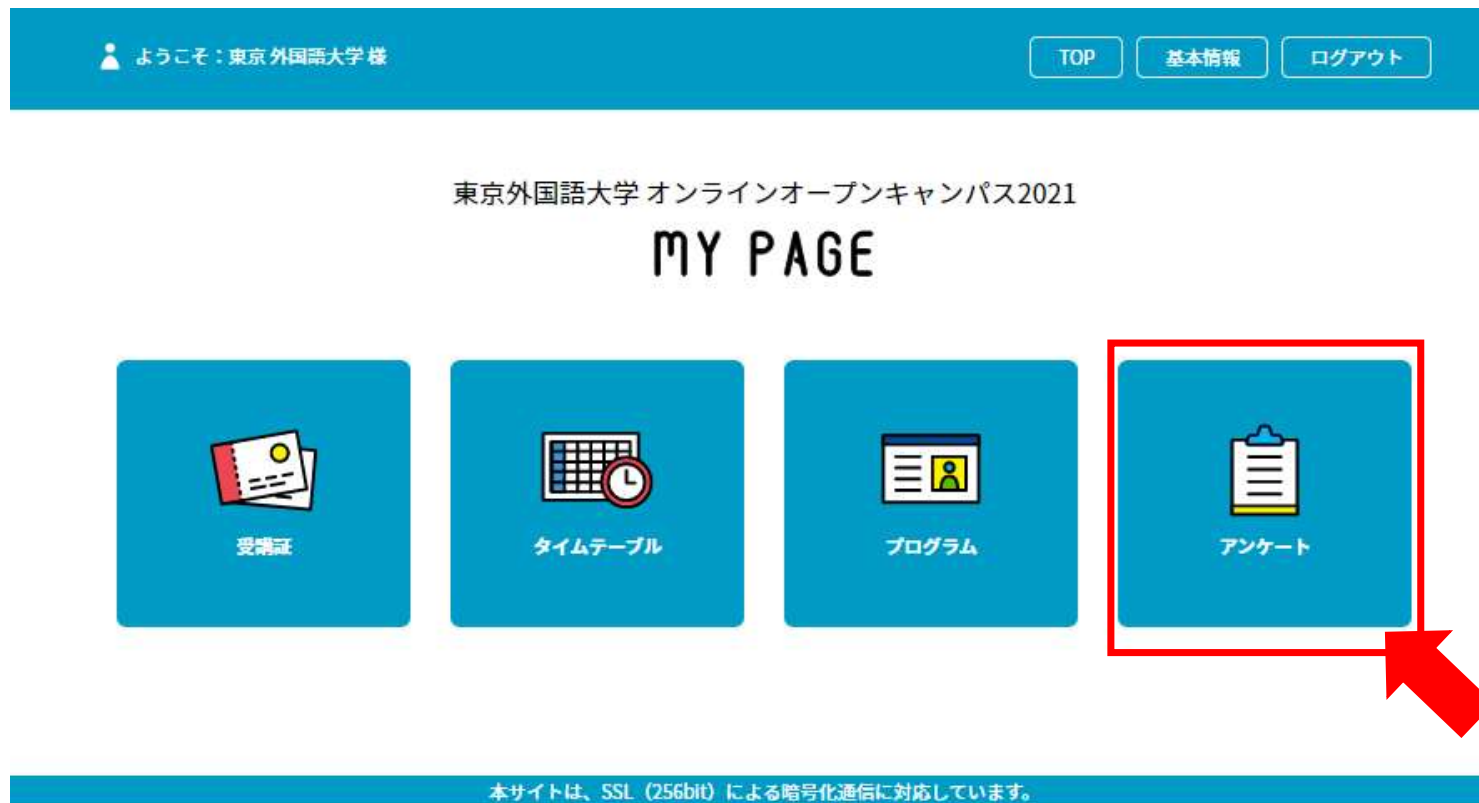 ようこそ：東京 外国語大学 様
TOP 基本情報 ログアウト
東京外国語大学 オンラインオープンキャンパス2021
MY PAGE
受講証 タイムテーブル プログラム アンケート
本サイトは、SSL（256bit）による暗号化通信に対応しています。